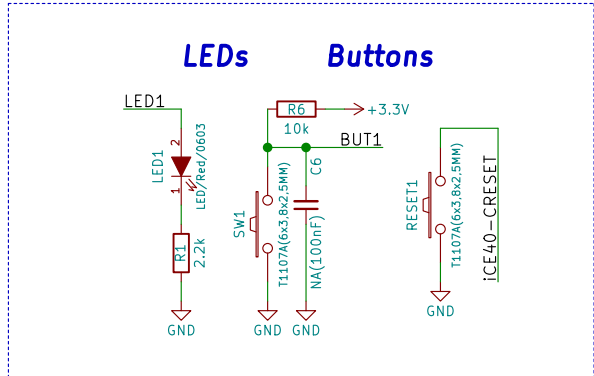 LEDs
Buttons
LED1
R6
10k
+3.3V
BUT1
2
LED1
1
LED/Red/0603
R1
2.2k
GND
SW1
T1107A(6x3,8x2,5MM)
C6
NA(100nF)
GND
GND
RESET1
T1107A(6x3,8x2,5MM)
iCE40-CRESET
GND